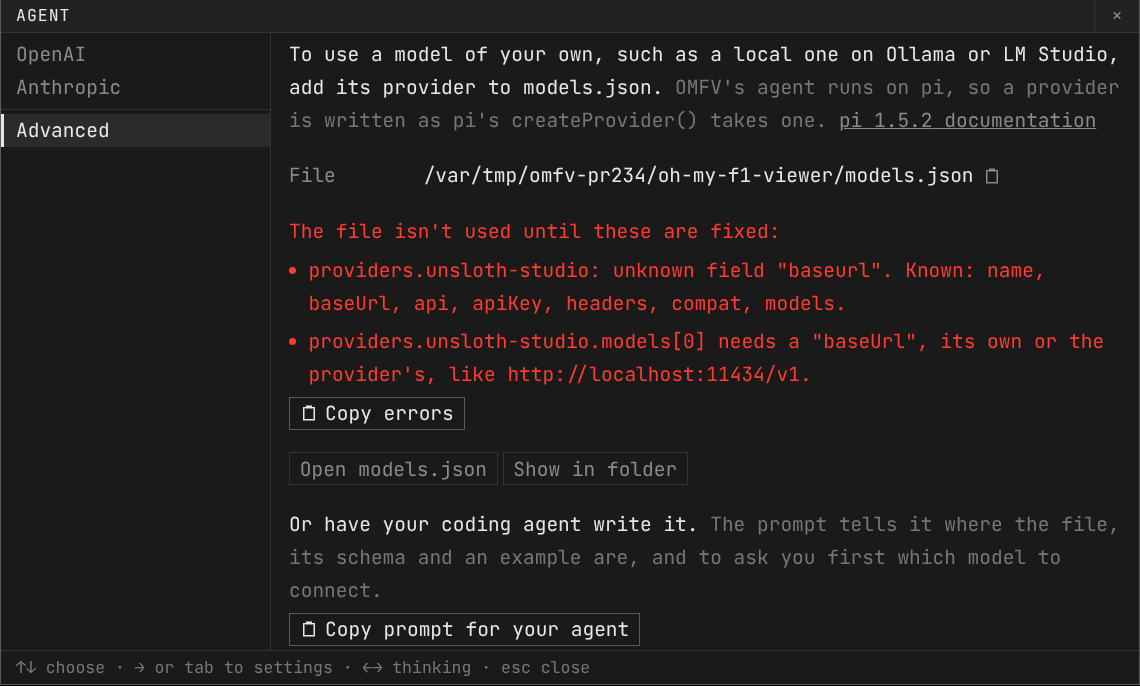 AGENT
×
OpenAI
Anthropic
Advanced
To use a model of your own, such as a local one on Ollama or LM Studio,
add its provider to models.json. OMFV's agent runs on pi, so a provider
is written as pi's createProvider() takes one. pi 1.5.2 documentation
File /var/tmp/omfv-pr234/oh-my-f1-viewer/models.json
The file isn't used until these are fixed:
• providers.unsloth-studio: unknown field "baseurl". Known: name,
baseUrl, api, apiKey, headers, compat, models.
• providers.unsloth-studio.models[0] needs a "baseUrl", its own or the
provider's, like http://localhost:11434/v1.
Copy errors
Open models.json Show in folder
Or have your coding agent write it. The prompt tells it where the file,
its schema and an example are, and to ask you first which model to
connect.
Copy prompt for your agent
↑↓ choose · → or tab to settings · ↔ thinking · esc close